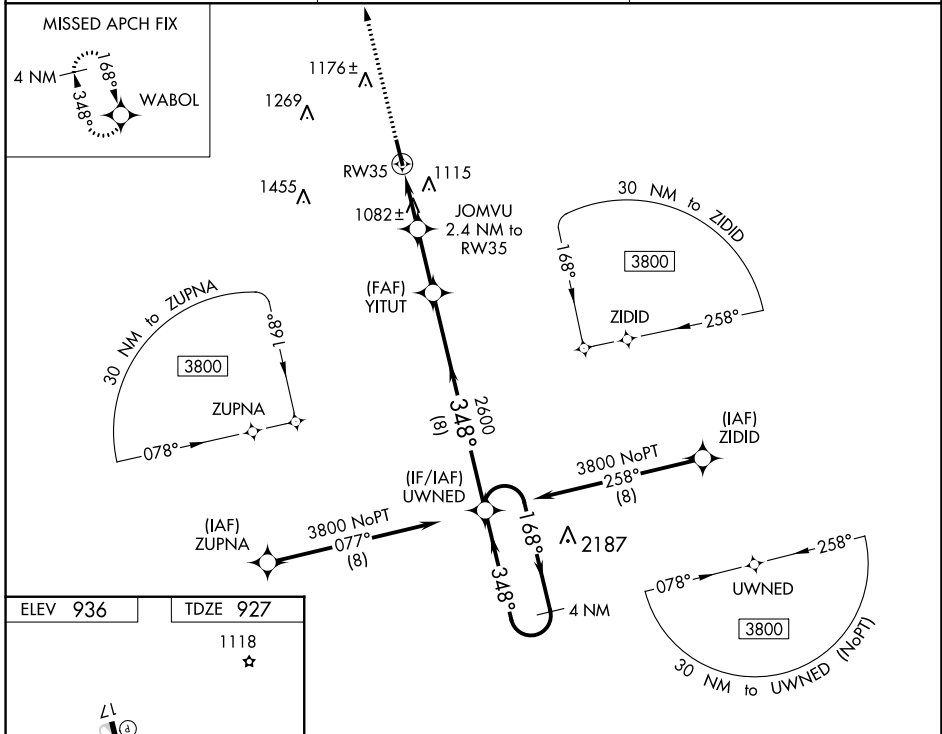 MISSED APCH FIX
4 NM
168°
348°
WABOL
1176±
1269
1455
RW35
1115
1082±
JOMVU
2.4 NM to
RW35
(FAF)
YITUT
30 NM to ZIDID
168°
3800
ZIDID
258°
30 NM to ZUPNA
168°
3800
ZUPNA
078°
348°
(8)
2600
(IAF)
ZIDID
3800 NoPT
258°
(8)
(IF/IAF)
UWNED
(IAF)
ZUPNA
3800 NoPT
077°
(8)
168°
348°
4 NM
2187
078°
258°
UWNED
3800
30 NM to UWNED (NoPT)
ELEV 936
TDZE 927
1118
17
P